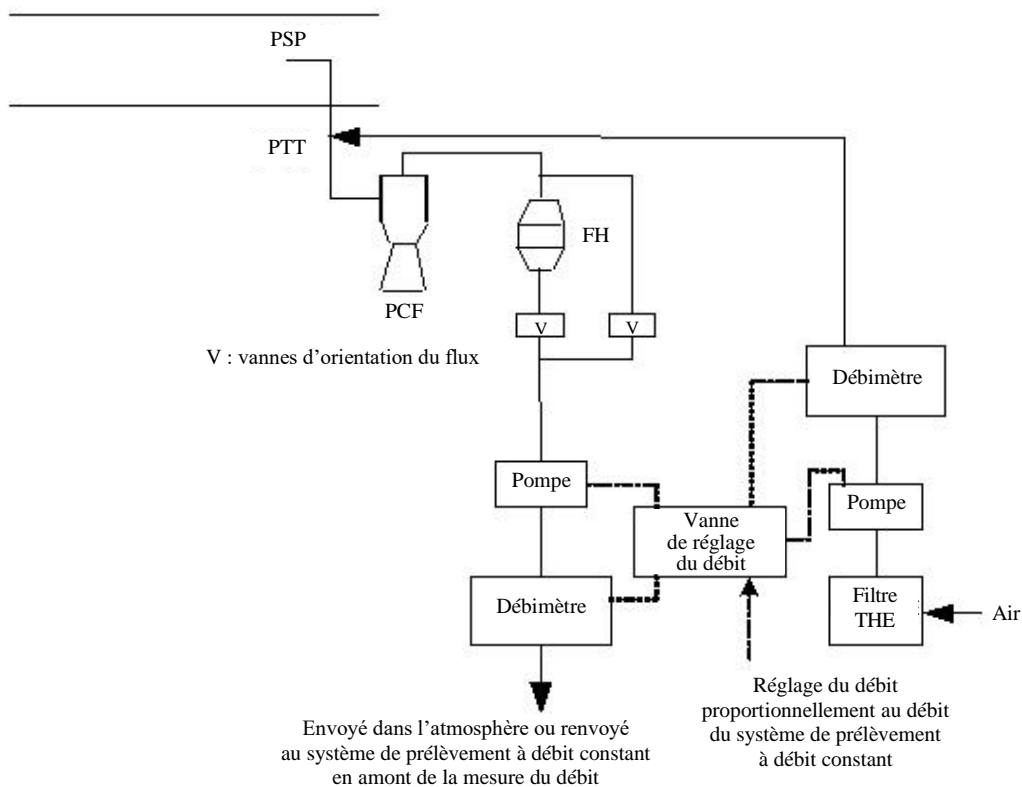 PSP
PTT
FH
PCF
V
V
V : vannes d’orientation du flux
Débimètre
Pompe
Pompe
Vanne
de réglage
du débit
Débimètre
Filtre
THE
Air
Réglage du débit
proportionnellement au débit
du système de prélèvement
à débit constant
Envoyé dans l’atmosphère ou renvoyé
au système de prélèvement à débit constant
en amont de la mesure du débit